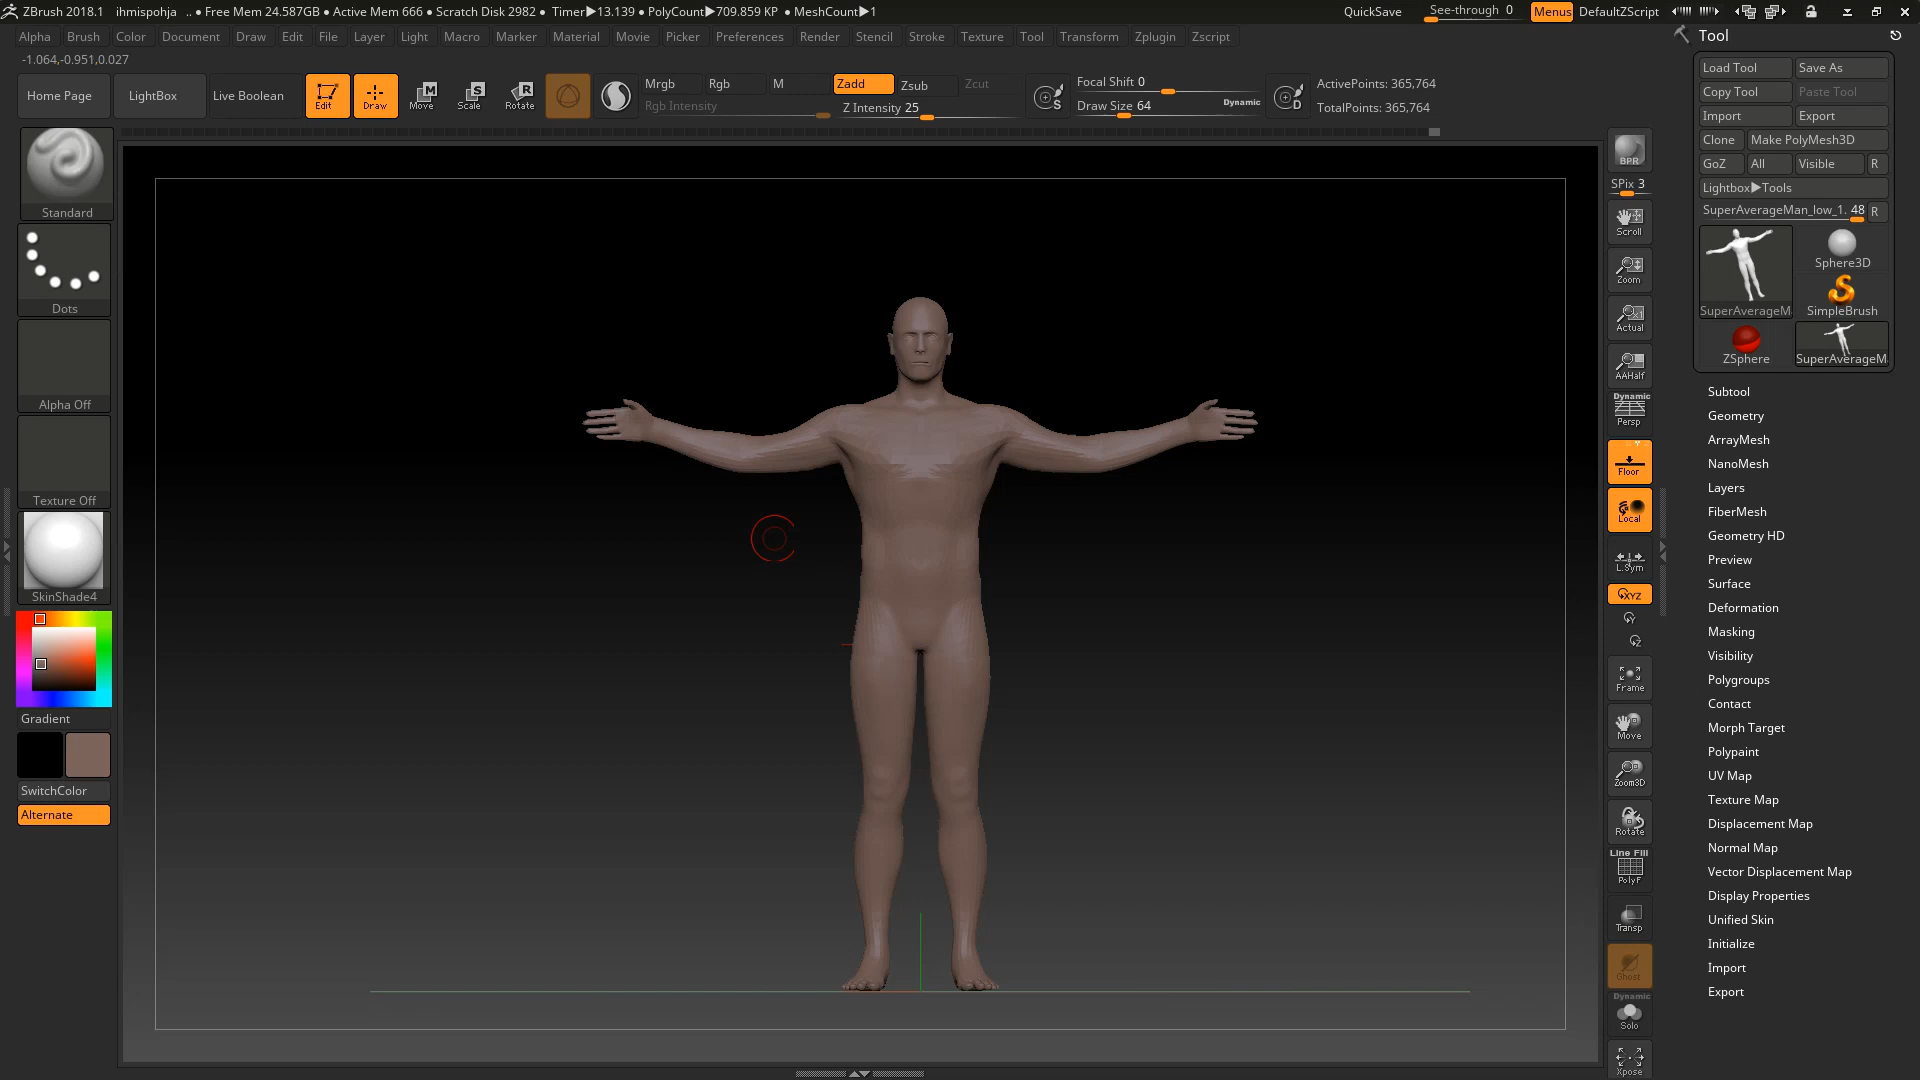 ZBrush 2018.1 ihmispohja .. • Free Mem 24.587GB • Active Mem 666 • Scratch Disk 2982 • Timer▶13.139 • PolyCount▶709.859 KP • MeshCount▶1 QuickSave See-through 0 Menus DefaultZScript
Alpha Brush Color Document Draw Edit File Layer Light Macro Marker Material Movie Picker Preferences Render Stencil Stroke Texture Tool Transform Zplugin Zscript
-1.064,-0.951,0.027
Home Page LightBox Live Boolean Edit Draw Move Scale Rotate
Mrgb Rgb M Zadd Zsub Zcut
Rgb Intensity Z Intensity 25
S Focal Shift 0
Draw Size 64 Dynamic
D ActivePoints: 365,764
TotalPoints: 365,764
Standard
Dots
Alpha Off
Texture Off
SkinShade4
Gradient
SwitchColor
Alternate
BPR
SPix 3
Scroll
Zoom
Actual
AAHalf
Dynamic
Persp
Floor
Local
L.Sym
XYZ
Y
Z
Frame
Move
Zoom3D
Rotate
Line Fill
PolyF
Transp
Ghost
Dynamic
Solo
Xpose
Tool
Load Tool Save As
Copy Tool Paste Tool
Import Export
Clone Make PolyMesh3D
GoZ All Visible R
Lightbox▶Tools
SuperAverageMan_low_1. 48 R
SuperAverageM Sphere3D
SimpleBrush
ZSphere SuperAverageM
Subtool
Geometry
ArrayMesh
NanoMesh
Layers
FiberMesh
Geometry HD
Preview
Surface
Deformation
Masking
Visibility
Polygroups
Contact
Morph Target
Polypaint
UV Map
Texture Map
Displacement Map
Normal Map
Vector Displacement Map
Display Properties
Unified Skin
Initialize
Import
Export